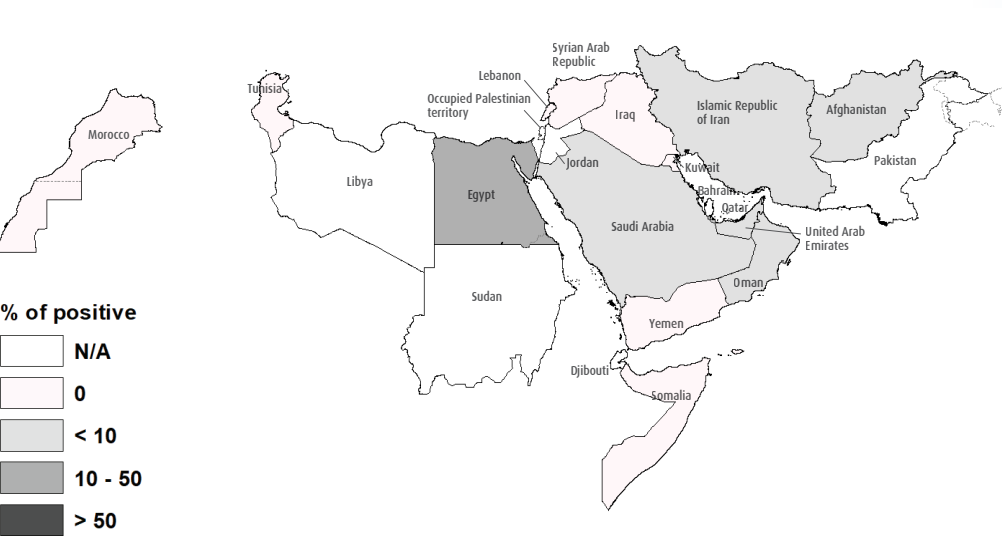 Syrian Arab
Republic
Lebanon
Tunisia
Occupied Palestinian
territory
Islamic Republic
of Iran
Afghanistan
Iraq
Morocco
Pakistan
Jordan
Kuwait
Libya
Egypt
Bahrain
Qatar
Saudi Arabia
United Arab
Emirates
Oman
Sudan
Yemen
Djibouti
Somalia
% of positive
N/A
0
< 10
10 - 50
> 50